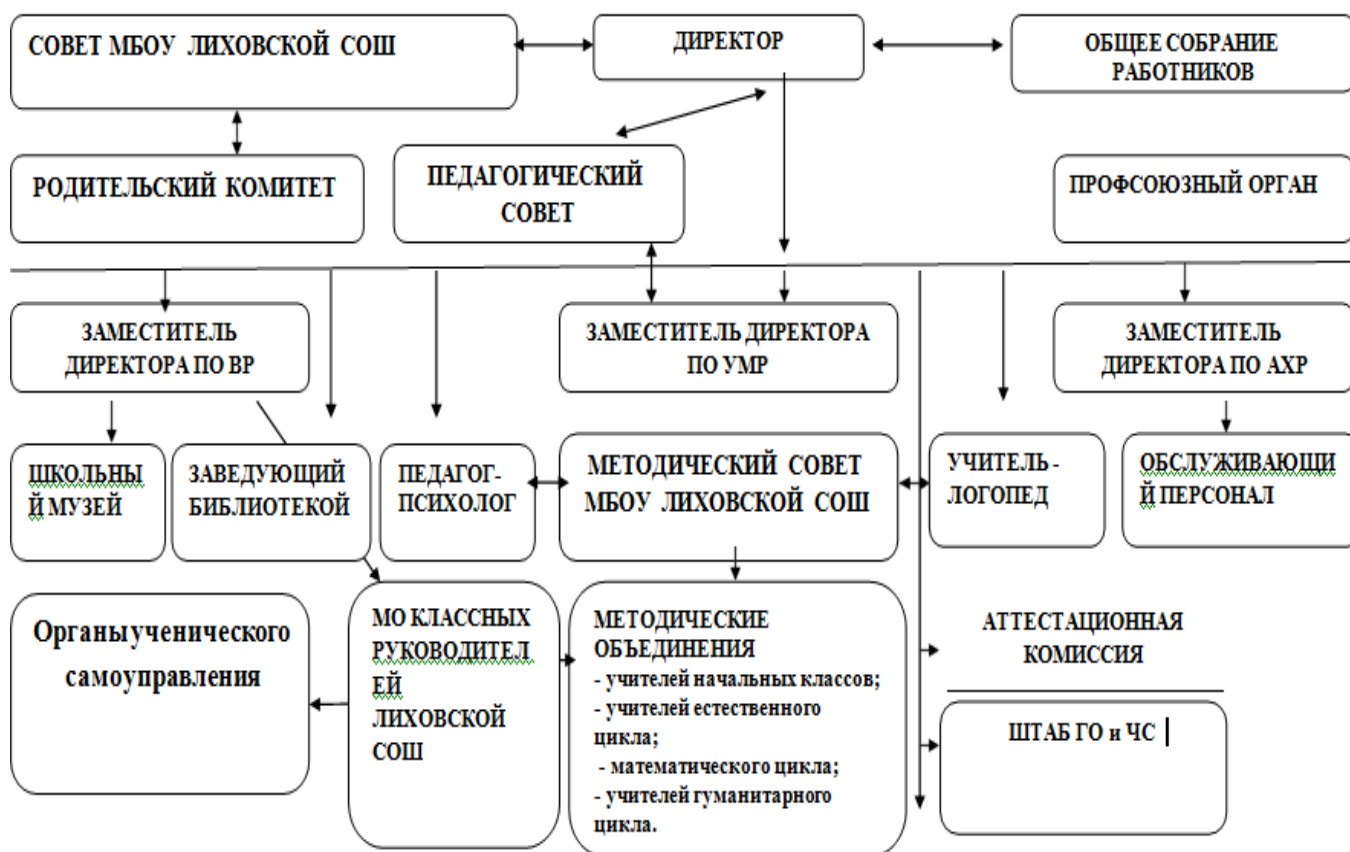 СОВЕТ МБОУ ЛИХОВСКОЙ СОШ
ДИРЕКТОР
ОБЩЕЕ СОБРАНИЕ
РАБОТНИКОВ
РОДИТЕЛЬСКИЙ КОМИТЕТ
ПЕДАГОГИЧЕСКИЙ
СОВЕТ
ПРОФСОЮЗНЫЙ ОРГАН
ЗАМЕСТИТЕЛЬ
ДИРЕКТОРА ПО ВР
ЗАМЕСТИТЕЛЬ ДИРЕКТОРА
ПО УМР
ЗАМЕСТИТЕЛЬ
ДИРЕКТОРА ПО АХР
ШКОЛЬНЫ
Й МУЗЕЙ
ЗАВЕДУЮЩИЙ
БИБЛИОТЕКОЙ
ПЕДАГОГ-
ПСИХОЛОГ
МЕТОДИЧЕСКИЙ СОВЕТ
МБОУ ЛИХОВСКОЙ СОШ
УЧИТЕЛЬ -
ЛОГОПЕД
ОБСЛУЖИВАЮЩИ
Й ПЕРСОНАЛ
Органы ученического
самоуправления
МО КЛАССНЫХ
РУКОВОДИТЕЛ
ЕЙ
ЛИХОВСКОЙ
СОШ
МЕТОДИЧЕСКИЕ
ОБЪЕДИНЕНИЯ
- учителей начальных классов;
- учителей естественного
цикла;
- математического цикла;
- учителей гуманитарного
цикла.
АТТЕСТАЦИОННАЯ
КОМИССИЯ
ШТАБ ГО и ЧС